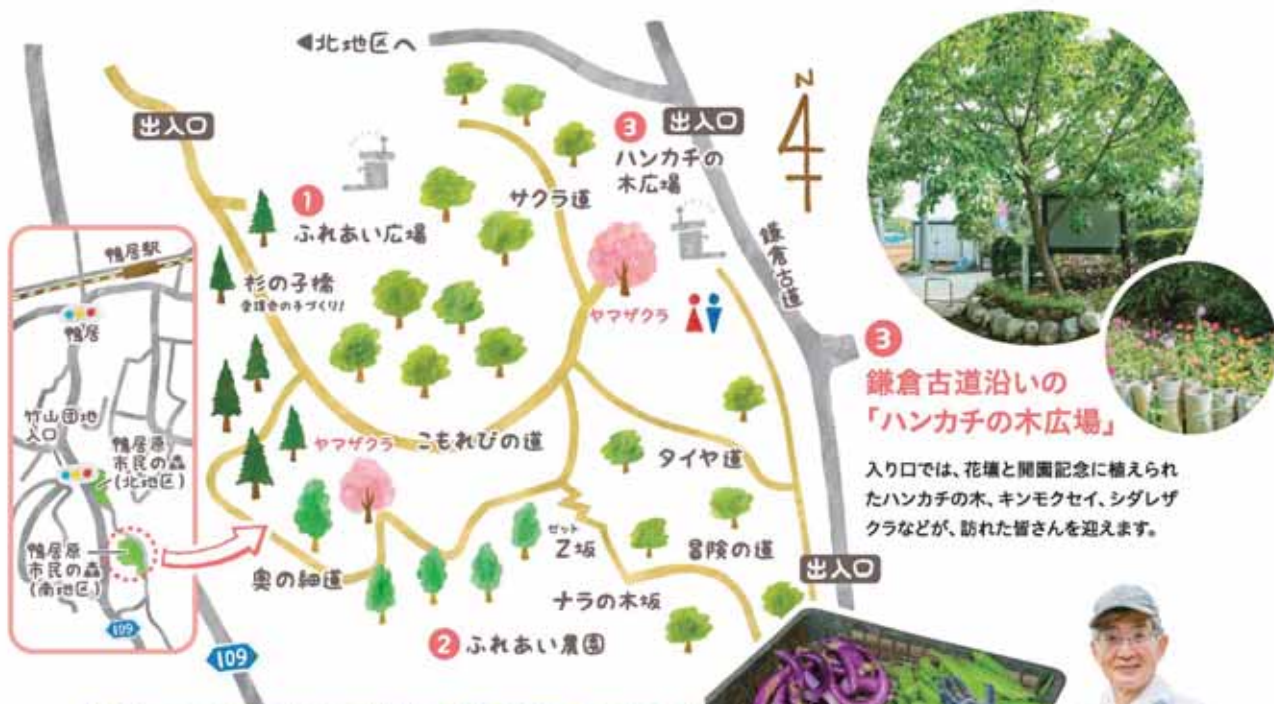 ◀北地区へ
N
出入口
出入口
3
ハンカチの
木広場
1
ふれあい広場
サクラ道
鎌倉古道
杉の子橋
愛護会の手づくり!
ヤマザクラ
ヤマザクラ
こもれびの道
タイヤ道
ゼット
Z坂
冒険の道
奥の細道
ナラの木坂
出入口
2 ふれあい農園
109
鴨居駅
鴨居
竹山団地
入口
鴨居原
市民の森
(北地区)
鴨居原
市民の森
(南地区)
109
3
鎌倉古道沿いの
「ハンカチの木広場」
入り口では、花壇と開園記念に植えられ
たハンカチの木、キンモクセイ、シダレザ
クラなどが、訪れた皆さんを迎えます。